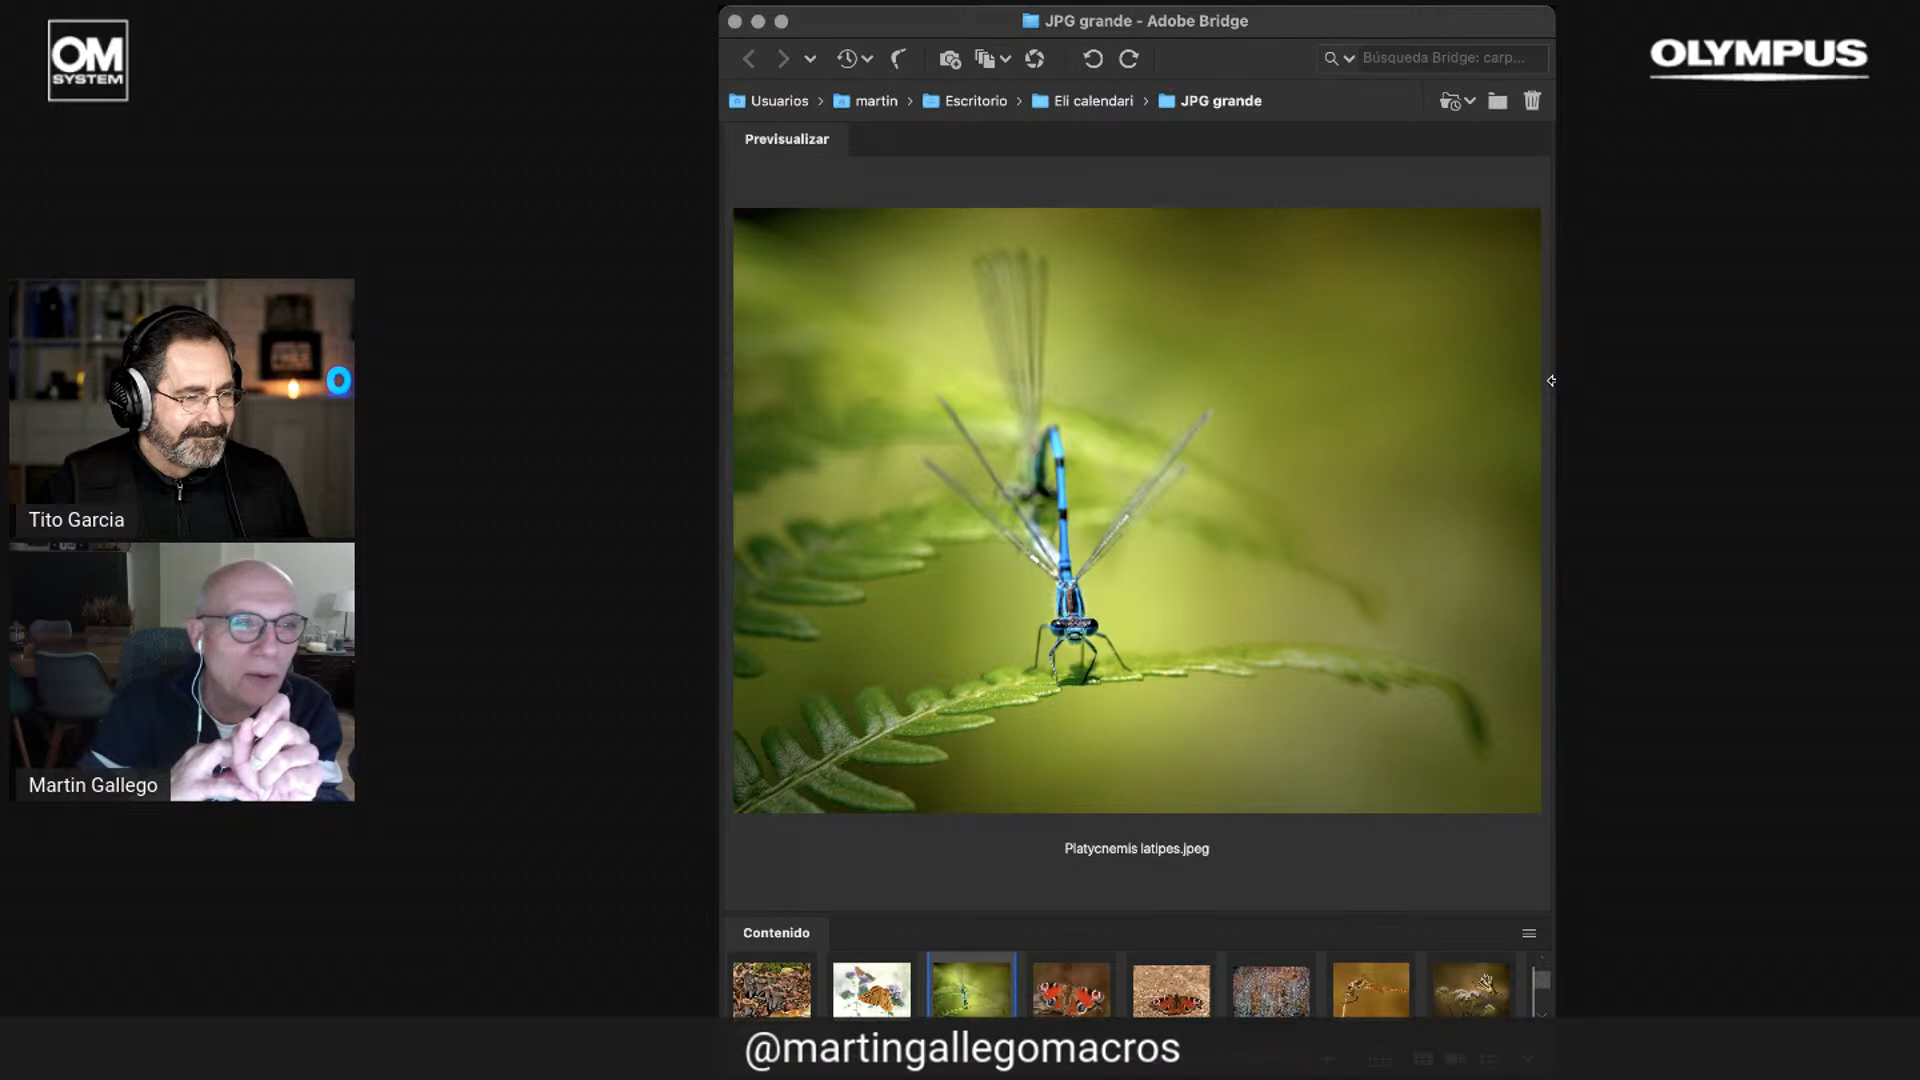 OM
SYSTEM
OLYMPUS
JPG grande - Adobe Bridge
Búsqueda Bridge: carp...
Usuarios
martin
Escritorio
Eli calendari
JPG grande
Previsualizar
Tito Garcia
Martin Gallego
Platycnemis latipes.jpeg
Contenido
@martingallegomacros